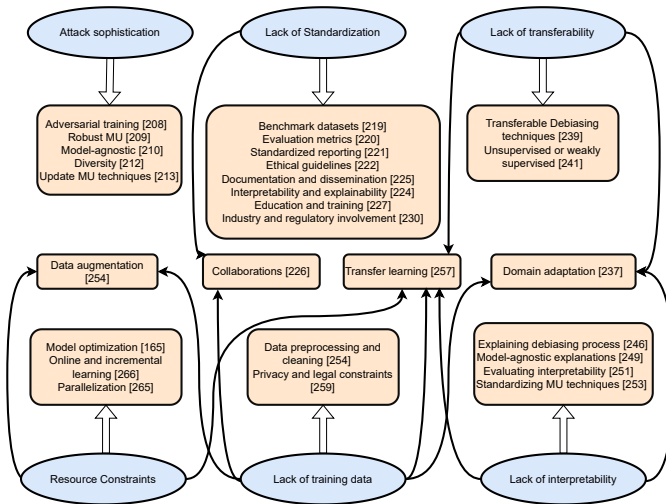 Attack sophistication
Lack of Standardization
Lack of transferability
Adversarial training [208]
Robust MU [209]
Model-agnostic [210]
Diversity [212]
Update MU techniques [213]
Benchmark datasets [219]
Evaluation metrics [220]
Standardized reporting [221]
Ethical guidelines [222]
Documentation and dissemination [225]
Interpretability and explainability [224]
Education and training [227]
Industry and regulatory involvement [230]
Transferable Debiasing
techniques [239]
Unsupervised or weakly
supervised [241]
Data augmentation
[254]
Collaborations [226]
Transfer learning [257]
Domain adaptation [237]
Model optimization [165]
Online and incremental
learning [266]
Parallelization [265]
Data preprocessing and
cleaning [254]
Privacy and legal constraints
[259]
Explaining debiasing process [246]
Model-agnostic explanations [249]
Evaluating interpretability [251]
Standardizing MU techniques [253]
Resource Constraints
Lack of training data
Lack of interpretability